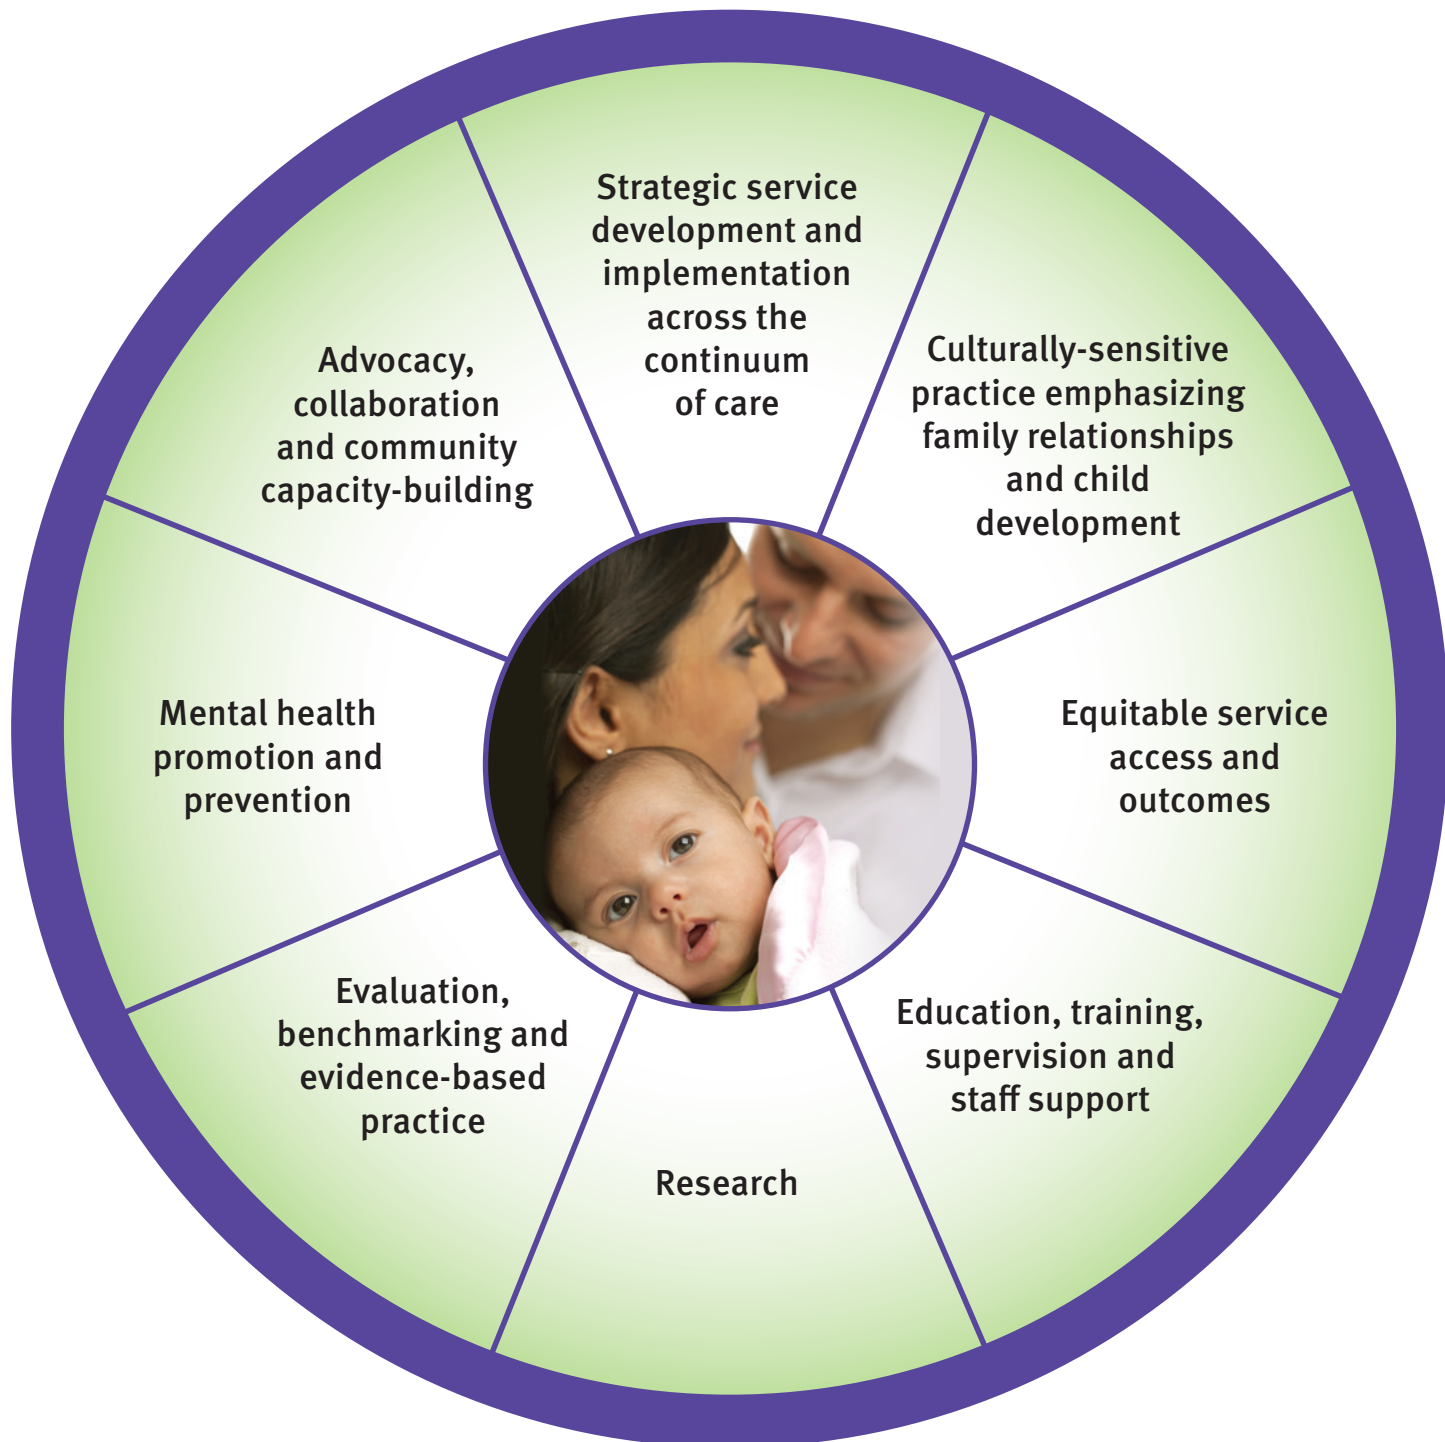 Strategic service
development and
implementation
across the
continuum
of care
Culturally-sensitive
practice emphasizing
family relationships
and child
development
Equitable service
access and
outcomes
Education, training,
supervision and
staff support
Research
Evaluation,
benchmarking and
evidence-based
practice
Mental health
promotion and
prevention
Advocacy,
collaboration
and community
capacity-building